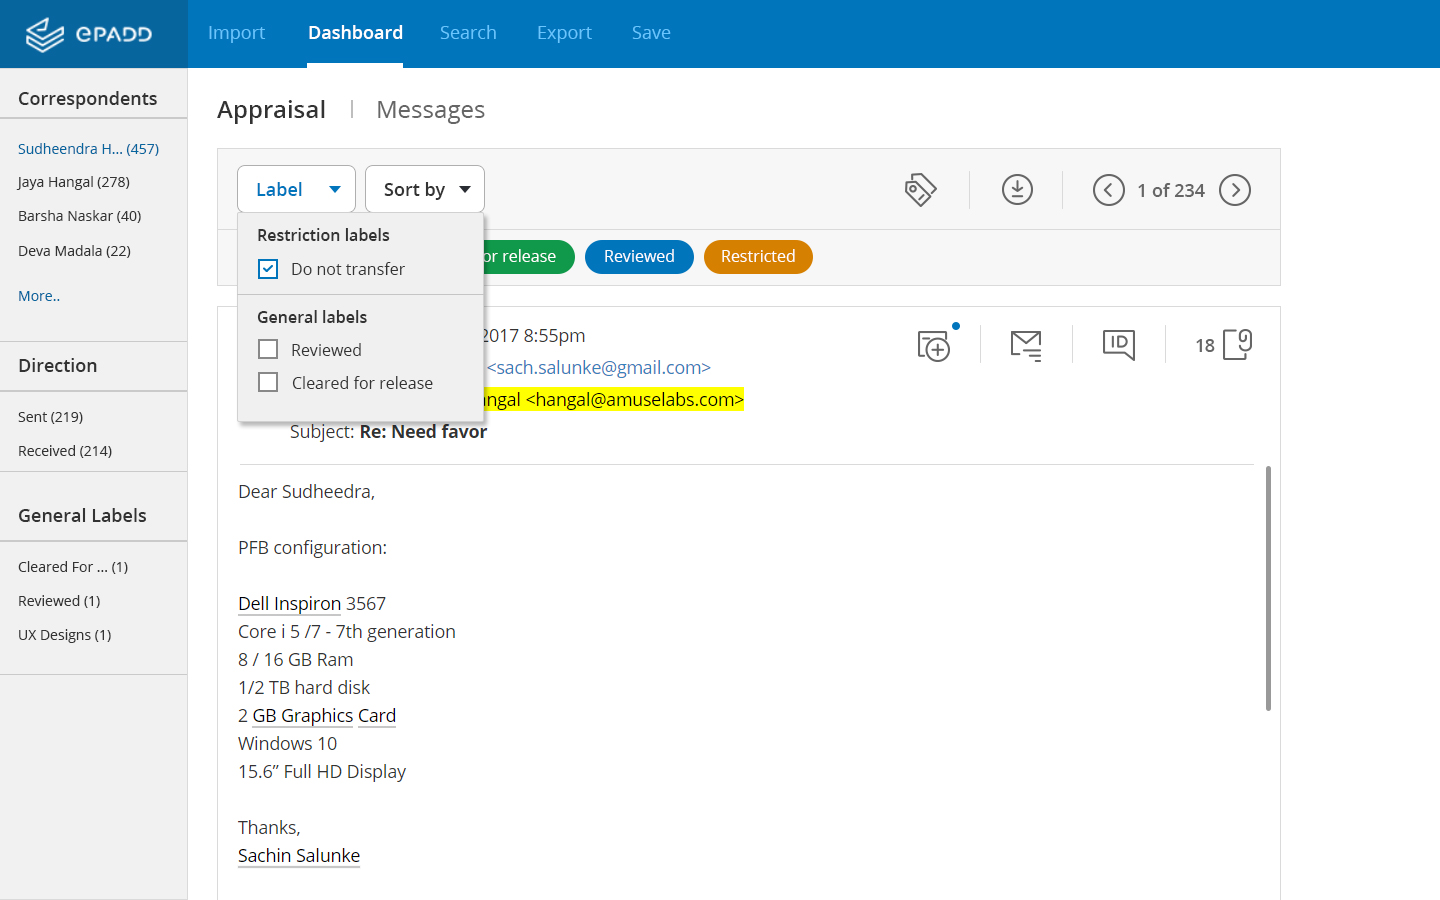 ePADD
Import Dashboard Search Export Save
Correspondents
Sudheendra H... (457)
Jaya Hangal (278)
Barsha Naskar (40)
Deva Madala (22)
More..
Direction
Sent (219)
Received (214)
General Labels
Cleared For ... (1)
Reviewed (1)
UX Designs (1)
Appraisal | Messages
Label Sort by
1 of 234
Restriction labels
Do not transfer
General labels
Reviewed
Cleared for release
release Reviewed Restricted
2017 8:55pm
<sach.salunke@gmail.com>
<hangal@amuselabs.com>
Subject: Re: Need favor
ID
18
Dear Sudheedra,
PFB configuration:
Dell Inspiron 3567
Core i 5 /7 - 7th generation
8 / 16 GB Ram
1/2 TB hard disk
2 GB Graphics Card
Windows 10
15.6” Full HD Display
Thanks,
Sachin Salunke